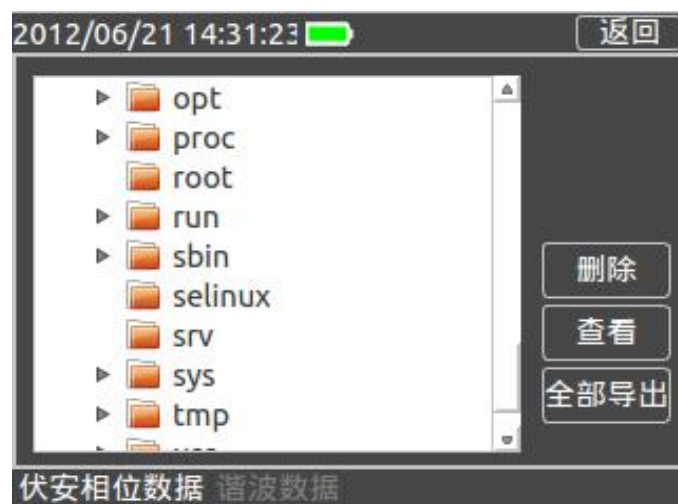 2012/06/21 14:31:23
返回
opt
proc
root
run
sbin
selinux
srv
sys
tmp
删除
查看
全部导出
伏安相位数据 谐波数据